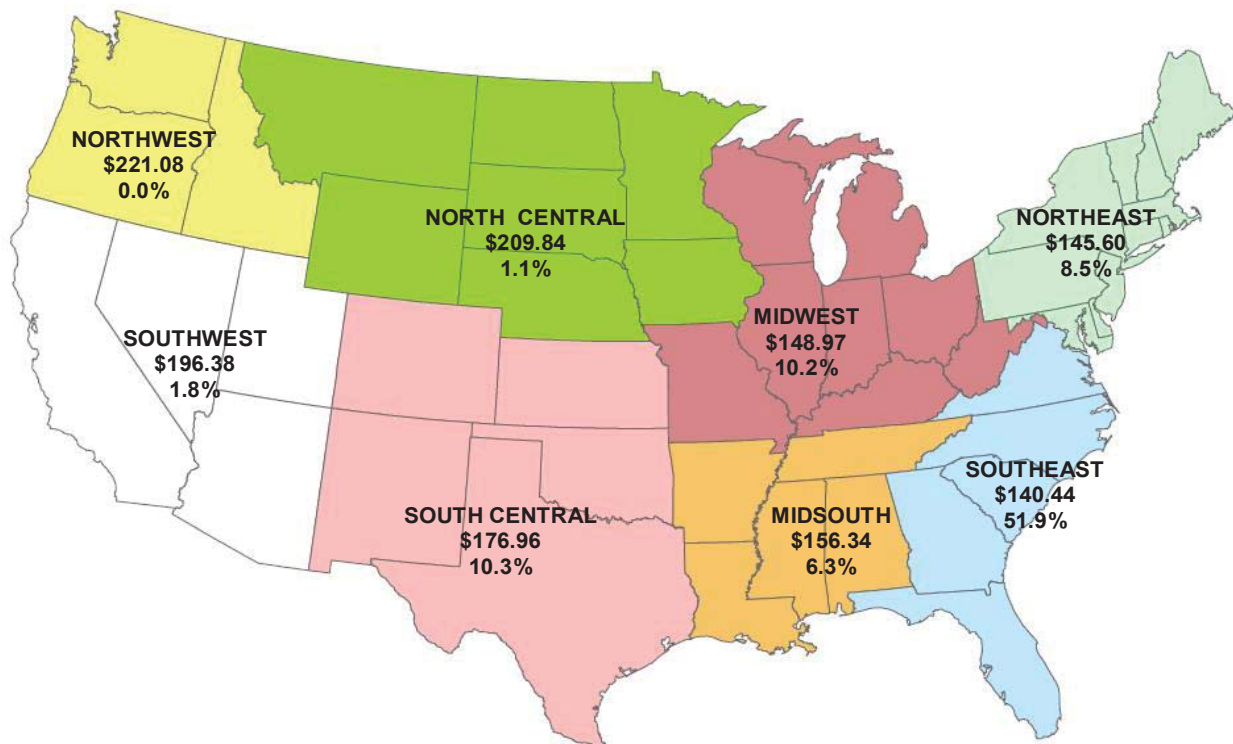 NORTHWEST
$221.08
0.0%
NORTH CENTRAL
$209.84
1.1%
NORTHEAST
$145.60
8.5%
SOUTHWEST
$196.38
1.8%
MIDWEST
$148.97
10.2%
SOUTHEAST
$140.44
51.9%
SOUTH CENTRAL
$176.96
10.3%
MIDSOUTH
$156.34
6.3%